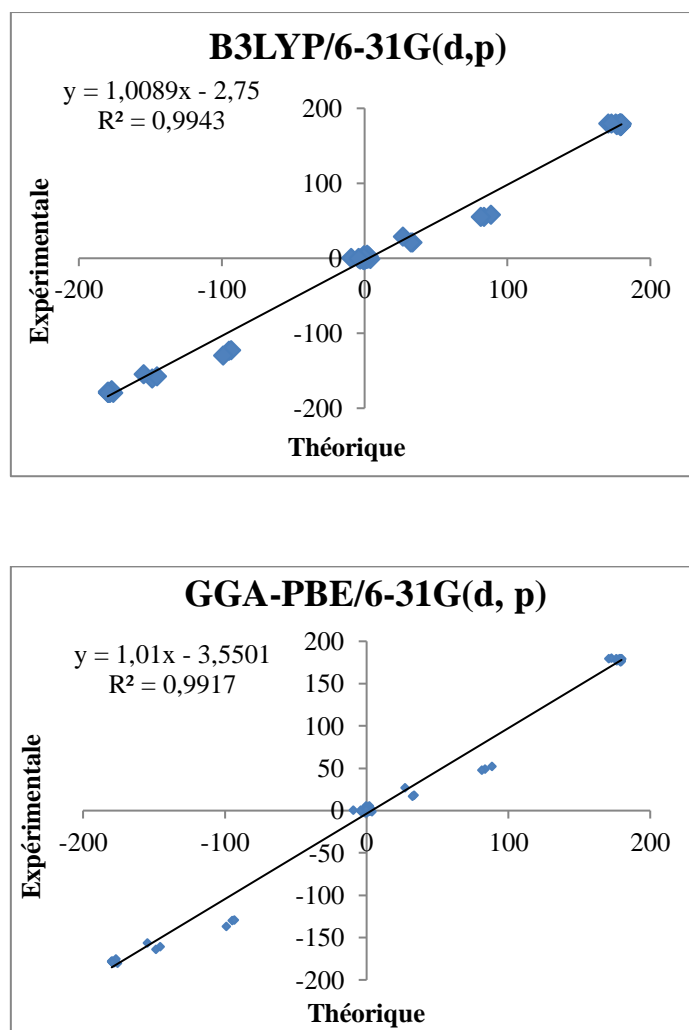 B3LYP/6-31G(d,p)
y = 1,0089x - 2,75
R² = 0,9943
200
100
0
-200 -100 0 100 200
-100
-200
Expérimentale
Théorique
GGA-PBE/6-31G(d, p)
y = 1,01x - 3,5501
R² = 0,9917
200
150
100
50
0
-200 -100 0 100 200
-50
-100
-150
-200
Expérimentale
Théorique